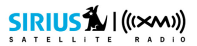 SIRIUS | ((XM))
SATELLiTE RADiO